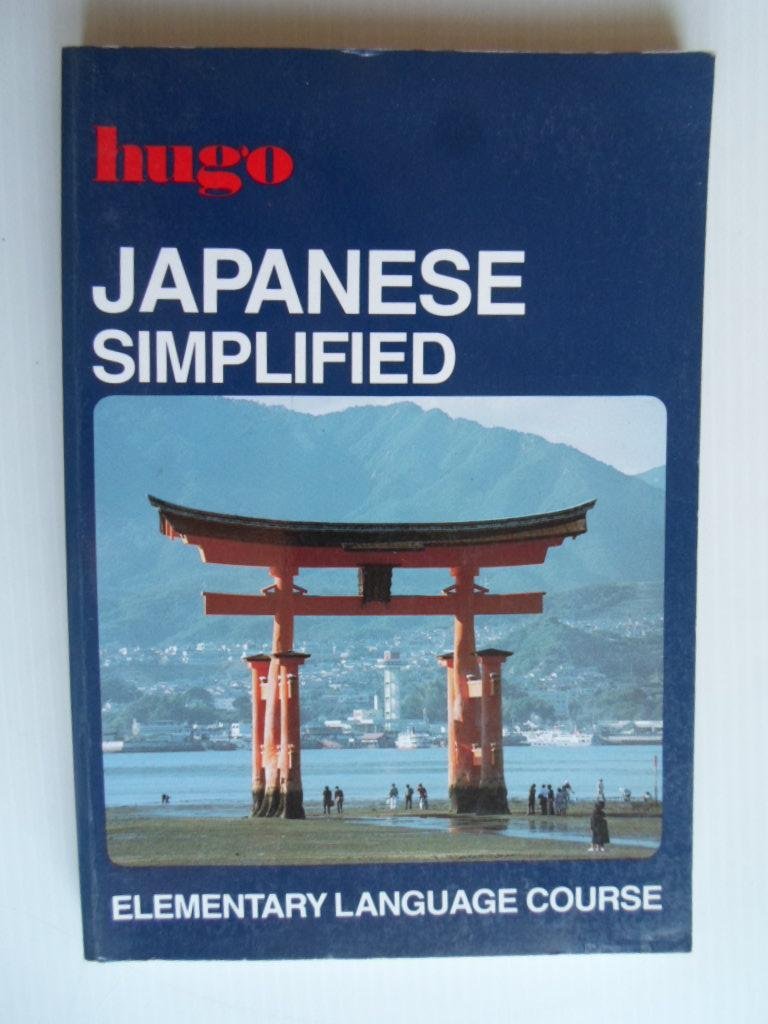 hugo
JAPANESE
SIMPLIFIED
ELEMENTARY LANGUAGE COURSE